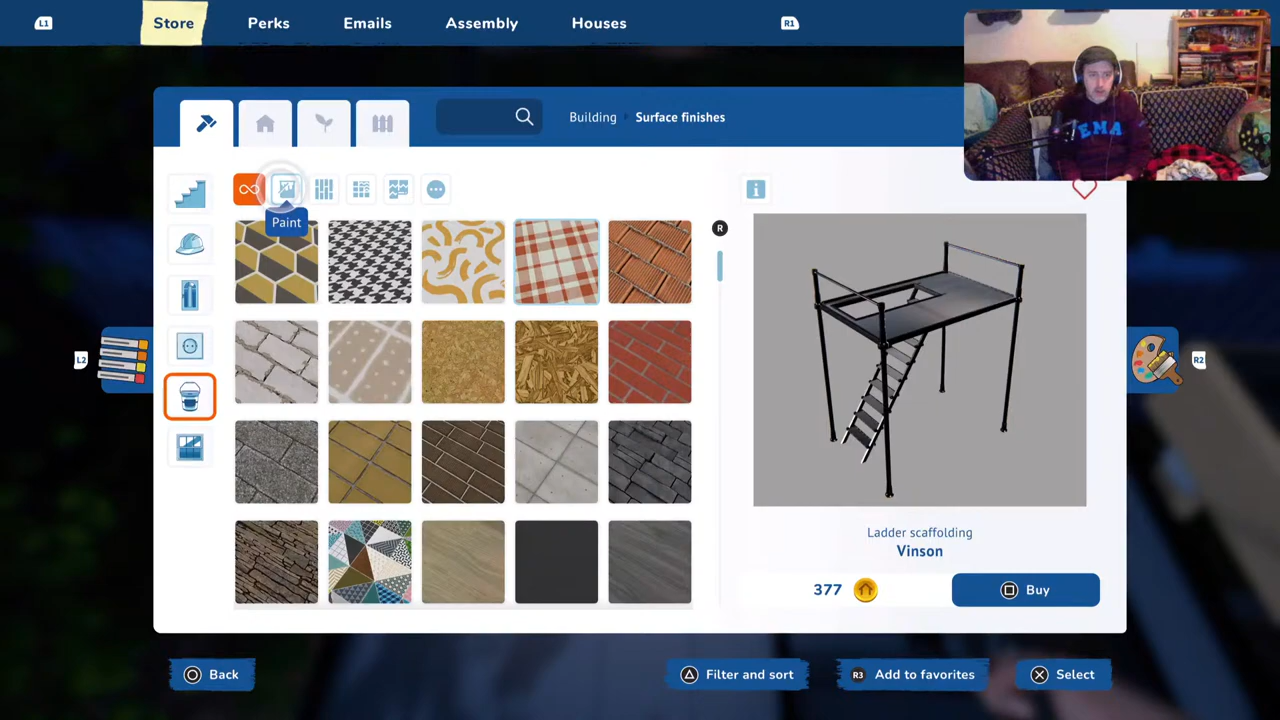 L1
Store
Perks
Emails
Assembly
Houses
R1
Building
Surface finishes
Paint
R
L2
R2
EMA
Ladder scaffolding
Vinson
377
Buy
Back
Filter and sort
R3
Add to favorites
Select